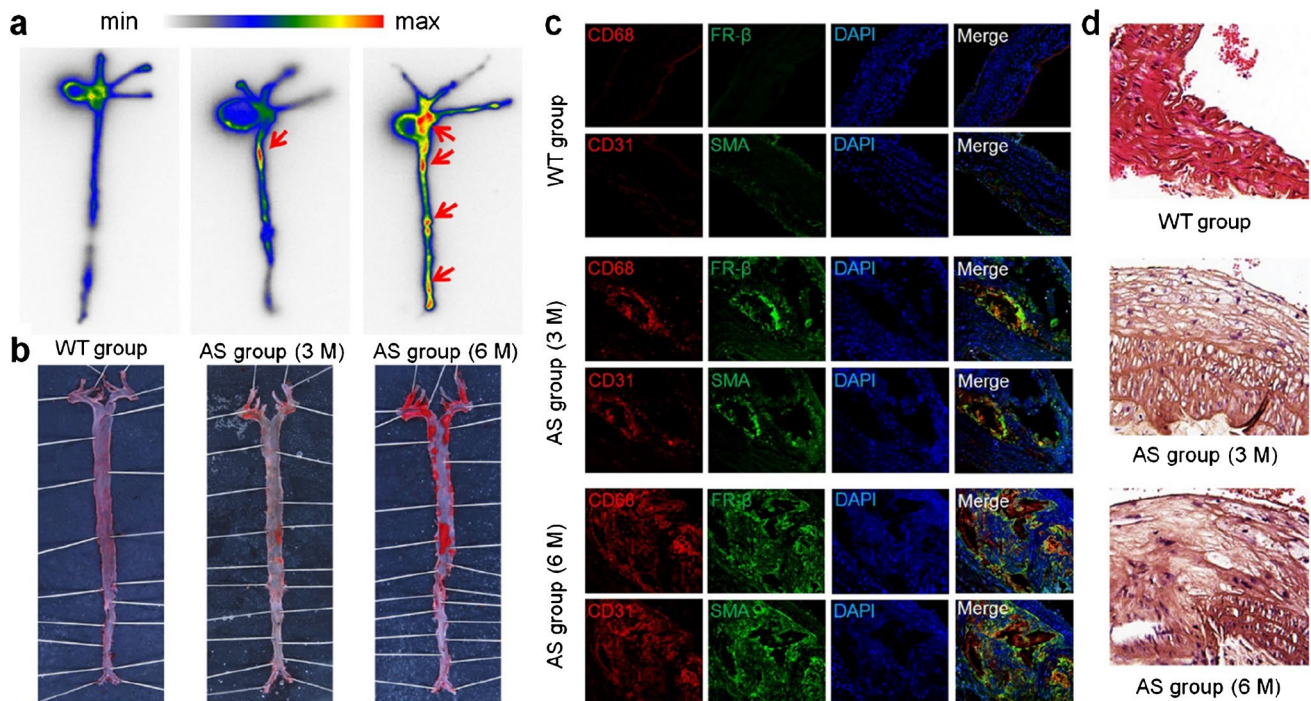 a
min
max
WT group
AS group (3 M)
AS group (6 M)
b
c
WT group
CD68
FR-β
DAPI
Merge
CD31
SMA
DAPI
Merge
AS group (3 M)
CD68
FR-β
DAPI
Merge
CD31
SMA
DAPI
Merge
AS group (6 M)
CD68
FR-β
DAPI
Merge
CD31
SMA
DAPI
Merge
d
WT group
AS group (3 M)
AS group (6 M)